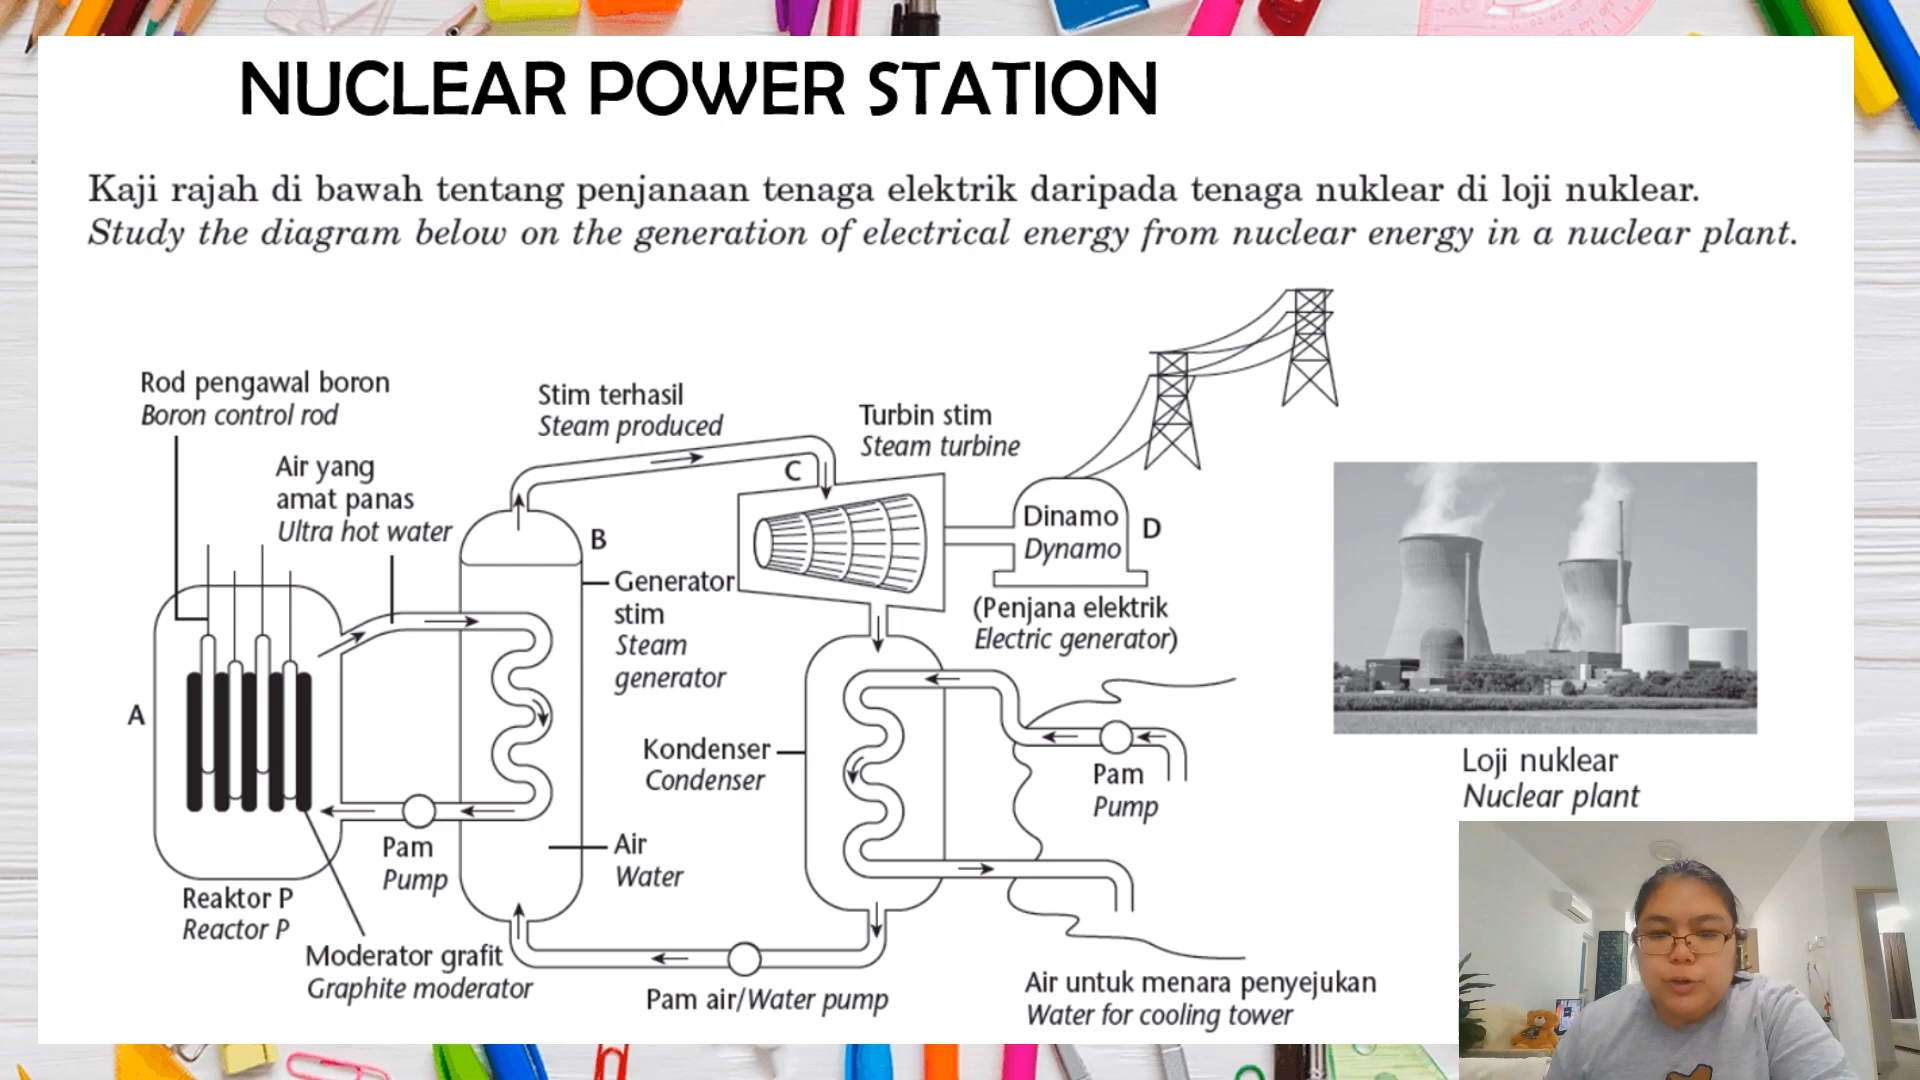 NUCLEAR POWER STATION
Kaji rajah di bawah tentang penjanaan tenaga elektrik daripada tenaga nuklear di loji nuklear.
Study the diagram below on the generation of electrical energy from nuclear energy in a nuclear plant.
Rod pengawal boron
Boron control rod
Air yang
amat panas
Ultra hot water
Stim terhasil
Steam produced
Turbin stim
Steam turbine
C
B
Generator
stim
Steam
generator
Dinamo
Dynamo
D
(Penjana elektrik
Electric generator)
A
Kondenser
Condenser
Pam
Pump
Loji nuklear
Nuclear plant
Pam
Pump
Air
Water
Reaktor P
Reactor P
Moderator grafit
Graphite moderator
Pam air/Water pump
Air untuk menara penyejukan
Water for cooling tower